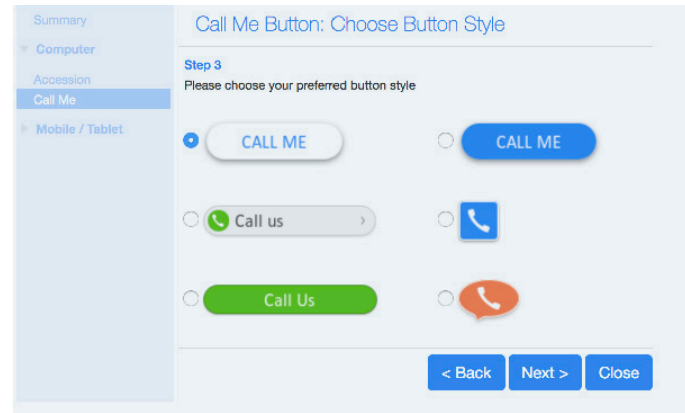 Summary
Computer
Accession
Call Me
Mobile / Tablet
Call Me Button: Choose Button Style
Step 3
Please choose your preferred button style
CALL ME
CALL ME
Call us
Call Us
< Back
Next >
Close